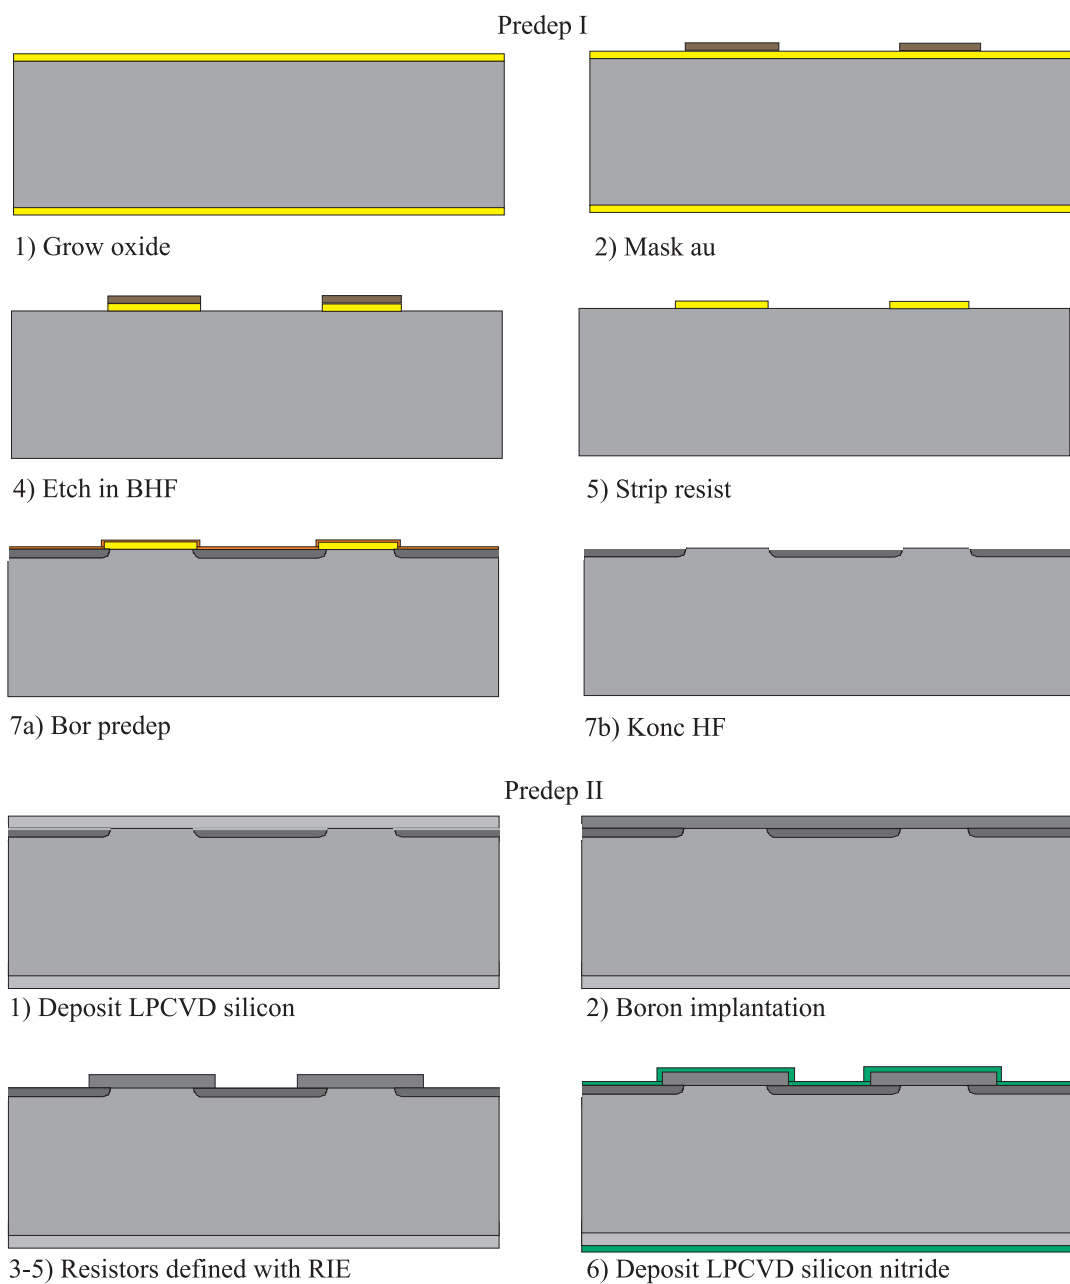 Predep I
1) Grow oxide
2) Mask au
4) Etch in BHF
5) Strip resist
7a) Bor predep
7b) Konc HF
Predep II
1) Deposit LPCVD silicon
2) Boron implantation
3-5) Resistors defined with RIE
6) Deposit LPCVD silicon nitride